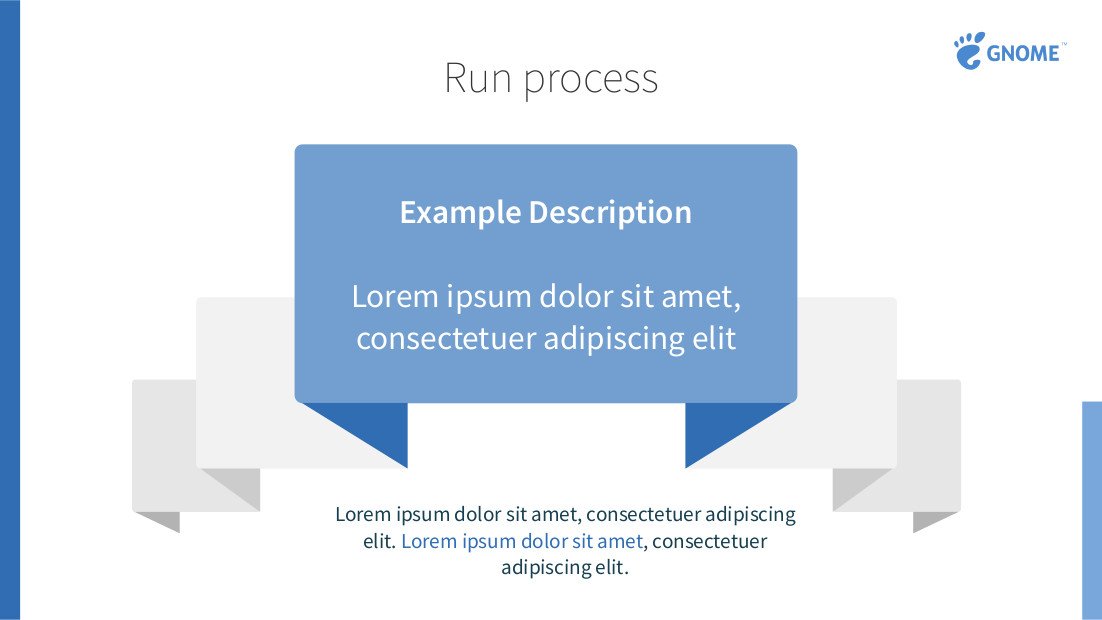 GNOME™
Run process
Example Description
Lorem ipsum dolor sit amet,
consectetuer adipiscing elit
Lorem ipsum dolor sit amet, consectetuer adipiscing
elit. Lorem ipsum dolor sit amet, consectetuer
adipiscing elit.